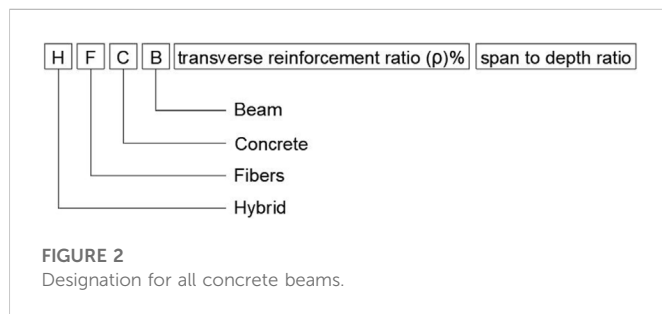 H F C B transverse reinforcement ratio (ρ)% span to depth ratio
Beam
Concrete
Fibers
Hybrid
FIGURE 2
Designation for all concrete beams.